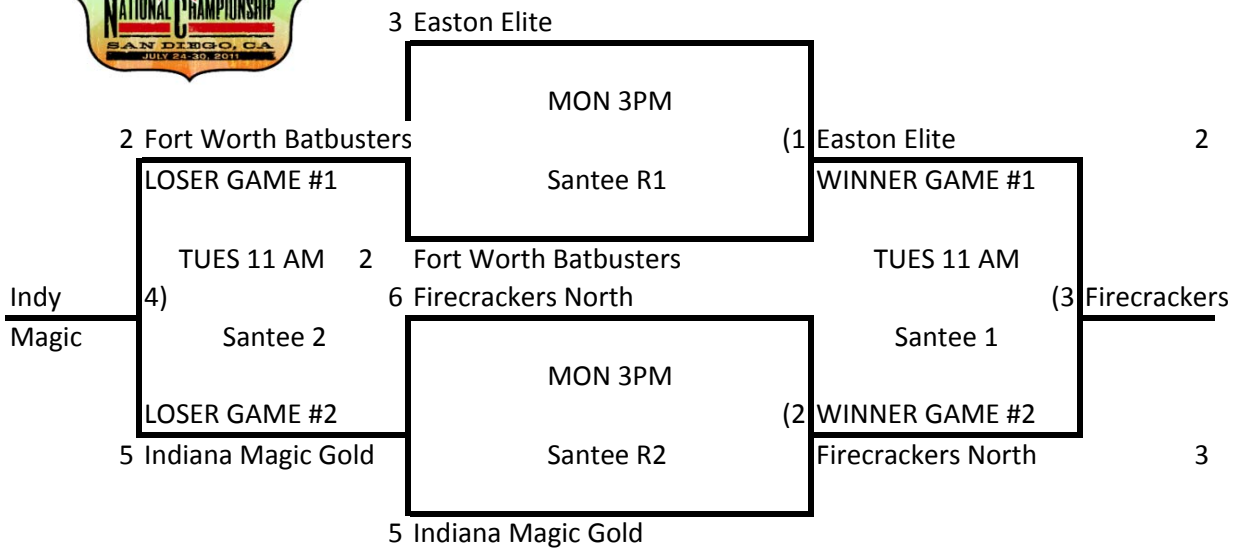 NATIONAL CHAMPIONSHIP
SAN DIEGO, CA
JULY 24-30, 2011
3 Easton Elite
MON 3PM
2 Fort Worth Batbusters
(1 Easton Elite 2
LOSER GAME #1
Santee R1
WINNER GAME #1
TUES 11 AM
2 Fort Worth Batbusters
TUES 11 AM
Indy
4)
6 Firecrackers North
(3 Firecrackers
Magic
Santee 2
Santee 1
MON 3PM
LOSER GAME #2
(2 WINNER GAME #2
5 Indiana Magic Gold
Santee R2
Firecrackers North 3
5 Indiana Magic Gold